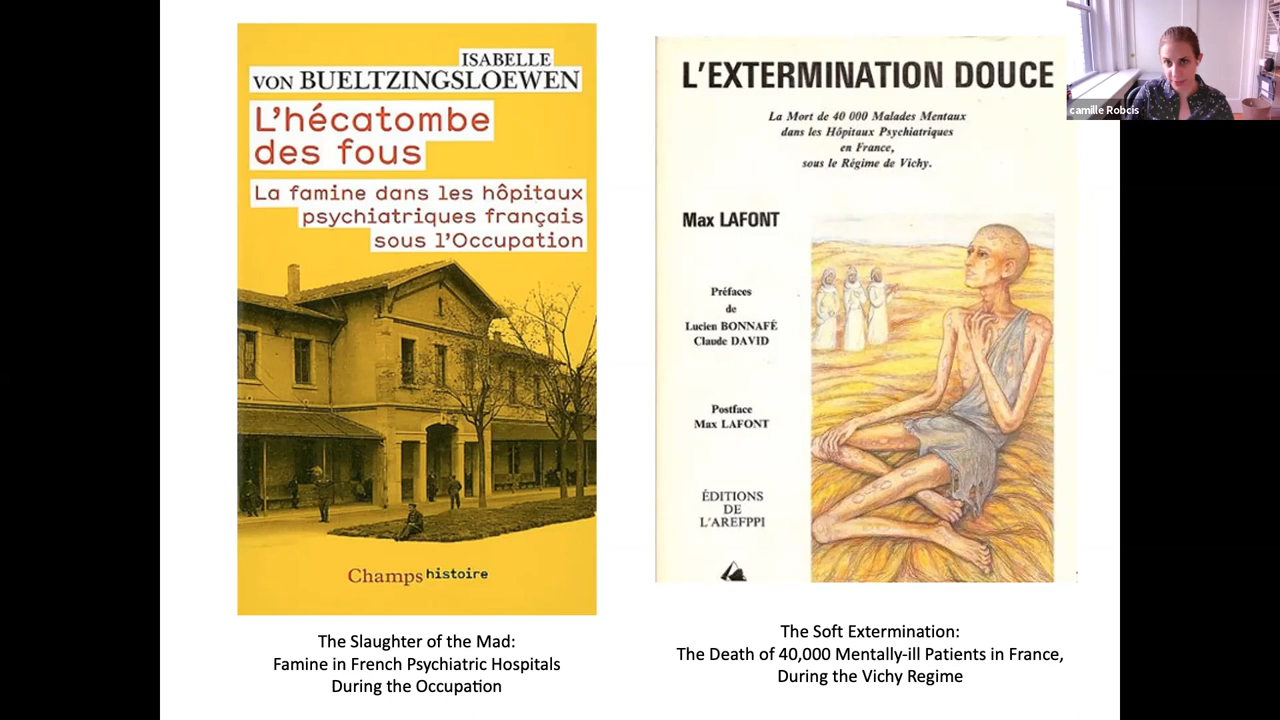 ISABELLE
VON BUELTZINGSLOEWEN
L'hécatombe
des fous
La famine dans les hôpitaux
psychiatriques français
sous l'Occupation
Champs histoire
The Slaughter of the Mad:
Famine in French Psychiatric Hospitals
During the Occupation
L'EXTERMINATION DOUCE
La Mort de 40 000 Malades Mentaux
dans les Hôpitaux Psychiatriques
en France,
sous le Régime de Vichy.
Max LAFONT
Préfaces
de
Lucien BONNAFÉ
Claude DAVID
Postface
Max LAFONT
ÉDITIONS
DE
L'AREFPPI
The Soft Extermination:
The Death of 40,000 Mentally-ill Patients in France,
During the Vichy Regime
camille Robcis